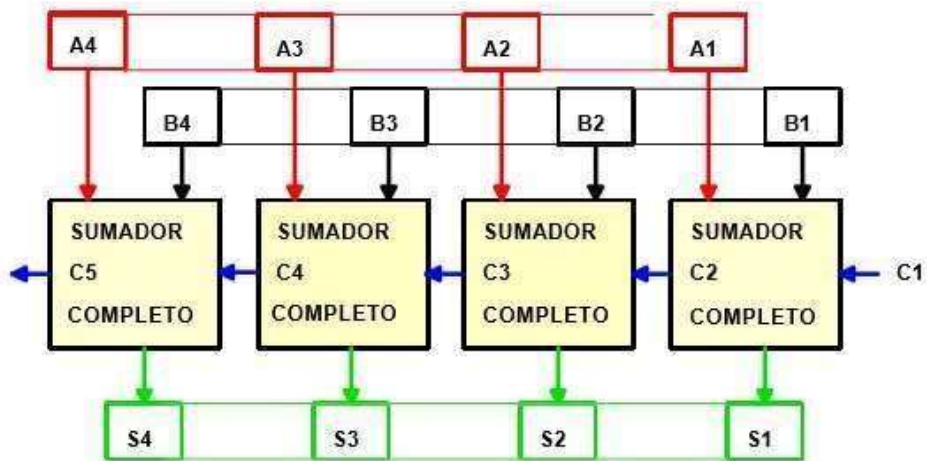 A4 A3 A2 A1
B4 B3 B2 B1
SUMADOR SUMADOR SUMADOR SUMADOR
C5 C4 C3 C2 C1
COMPLETO COMPLETO COMPLETO COMPLETO
S4 S3 S2 S1